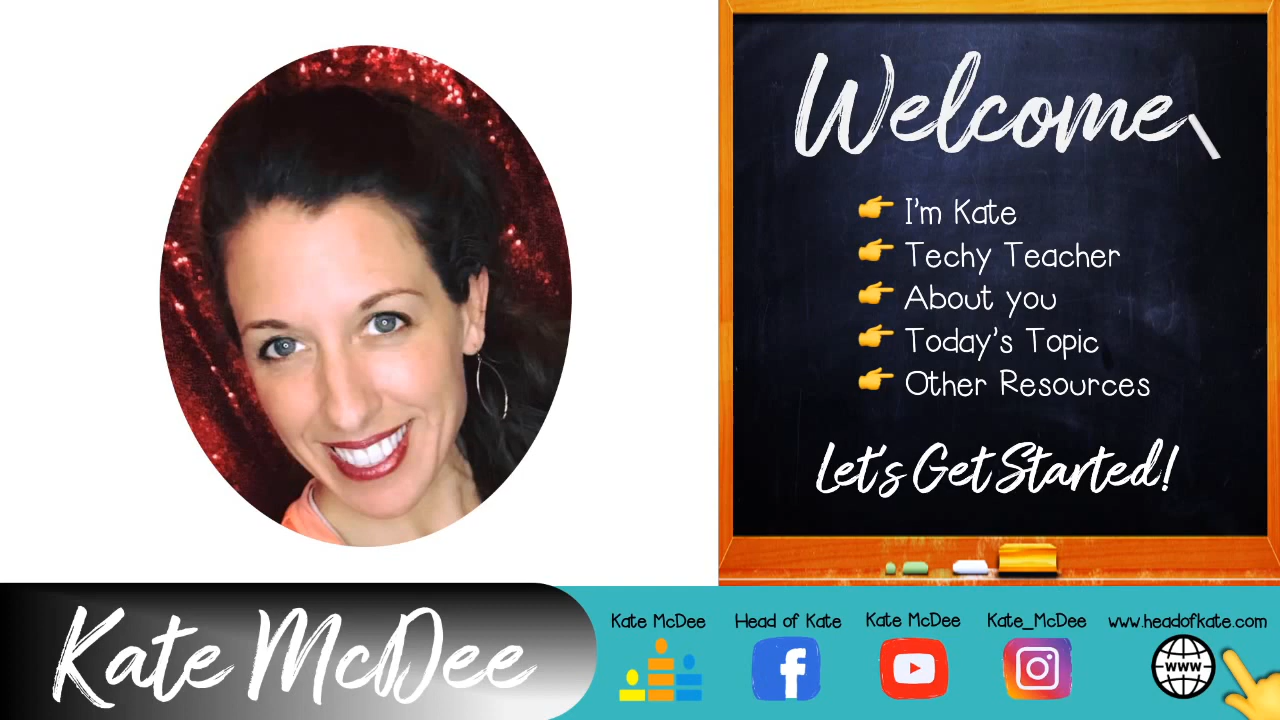 Welcome
I'm Kate
Techy Teacher
About you
Today's Topic
Other Resources
Let's Get Started!
Kate McDee
Kate McDee
Head of Kate
Kate McDee
Kate_McDee
www.headofkate.com
f
WWW